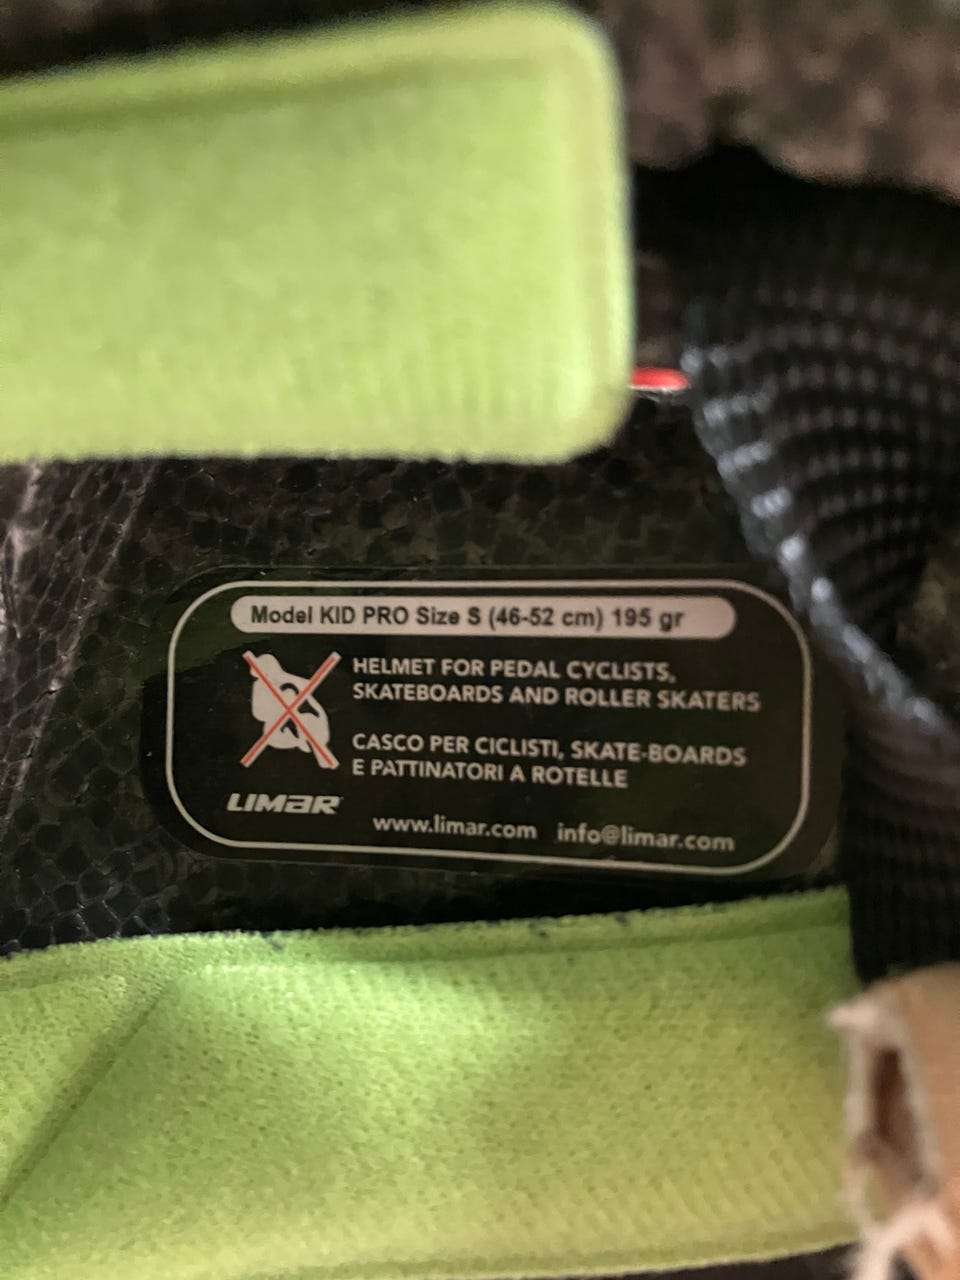 Model KID PRO Size S (46-52 cm) 195 gr
HELMET FOR PEDAL CYCLISTS,
SKATEBOARDS AND ROLLER SKATERS
CASCO PER CICLISTI, SKATE-BOARDS
E PATTINATORI A ROTELLE
LIMAR
www.limar.com info@limar.com